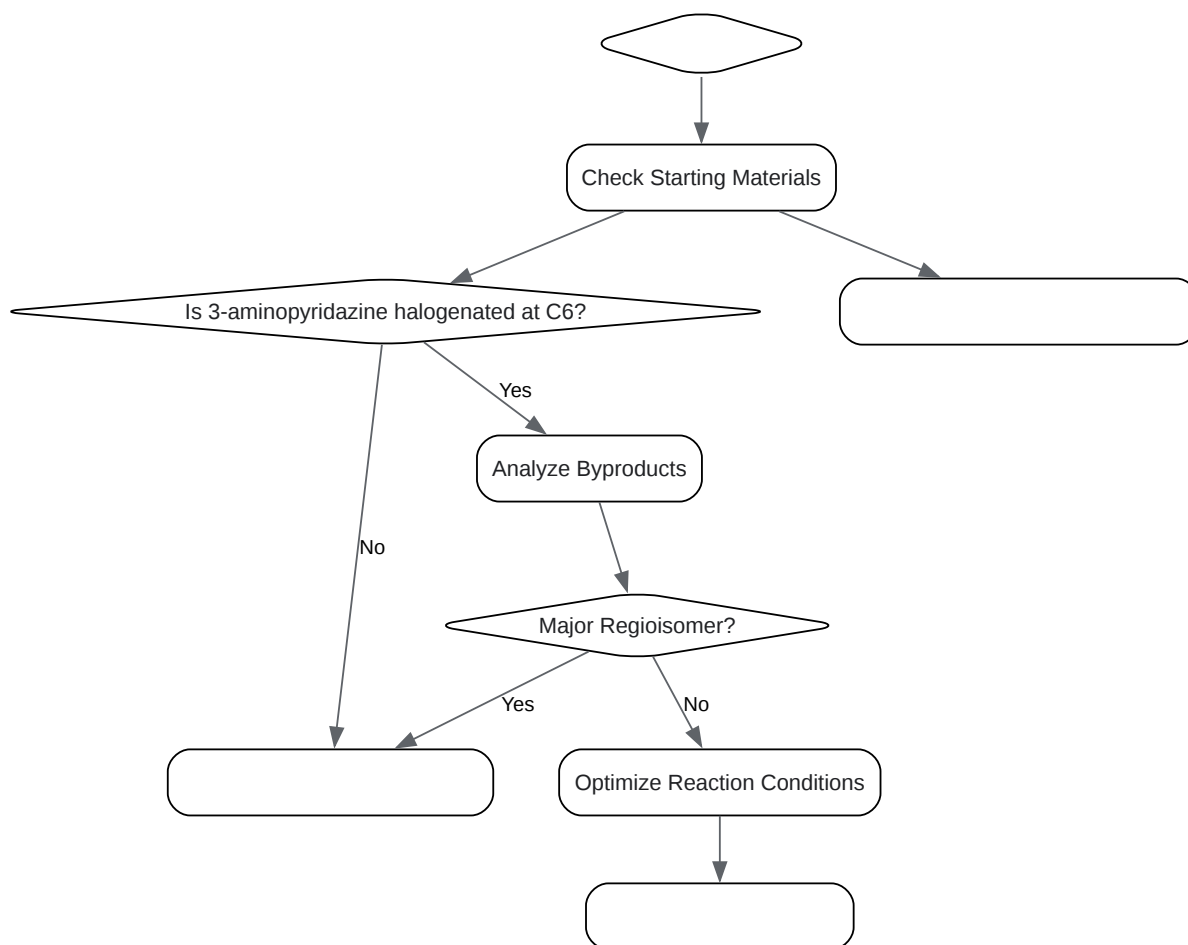 Check Starting Materials
Is 3-aminopyridazine halogenated at C6?
Yes
Analyze Byproducts
No
Major Regioisomer?
Yes
No
Optimize Reaction Conditions